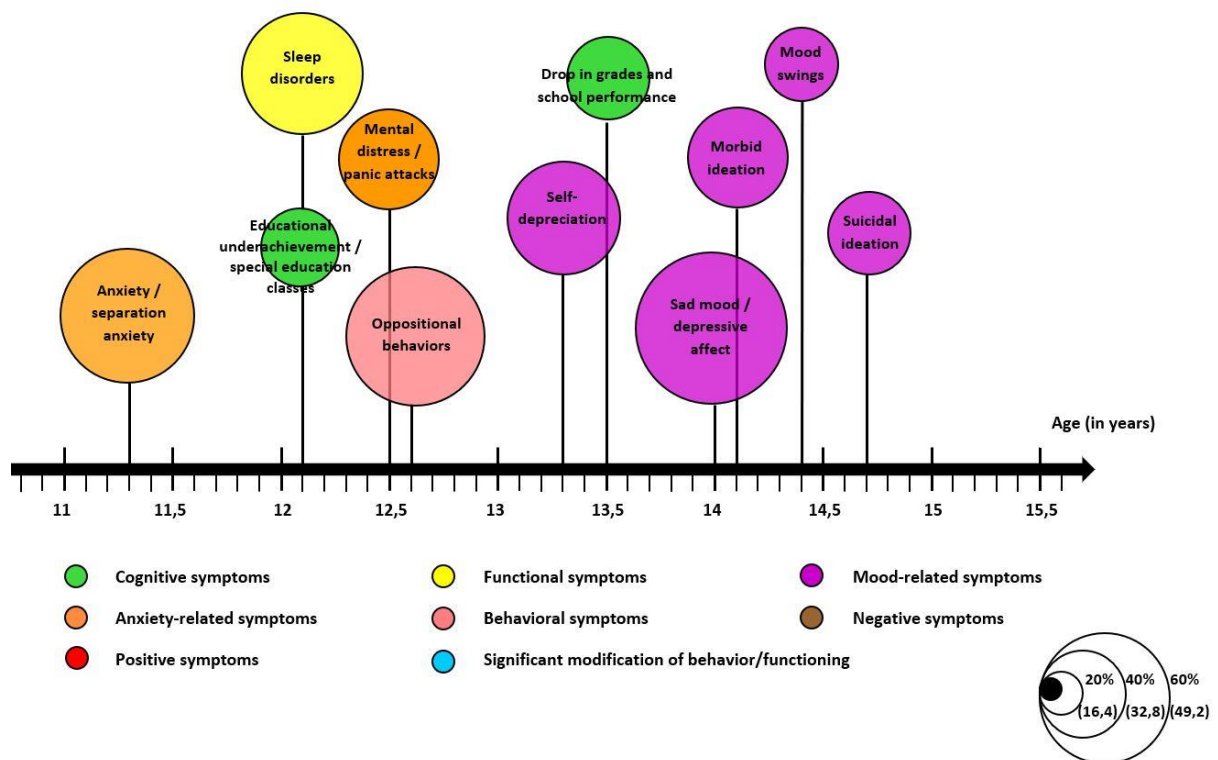 Sleep
disorders
Mental
distress /
panic attacks
Educational
underachievement /
special education
classes
Anxiety /
separation
anxiety
Oppositional
behaviors
Drop in grades and
school performance
Self-
depreciation
Mood
swings
Morbid
ideation
Suicidal
ideation
Sad mood /
depressive
affect
Age (in years)
11 11,5 12 12,5 13 13,5 14 14,5 15 15,5
Cognitive symptoms
Functional symptoms
Mood-related symptoms
Anxiety-related symptoms
Behavioral symptoms
Negative symptoms
Positive symptoms
Significant modification of behavior/functioning
20% 40% 60%
(16,4) (32,8) (49,2)